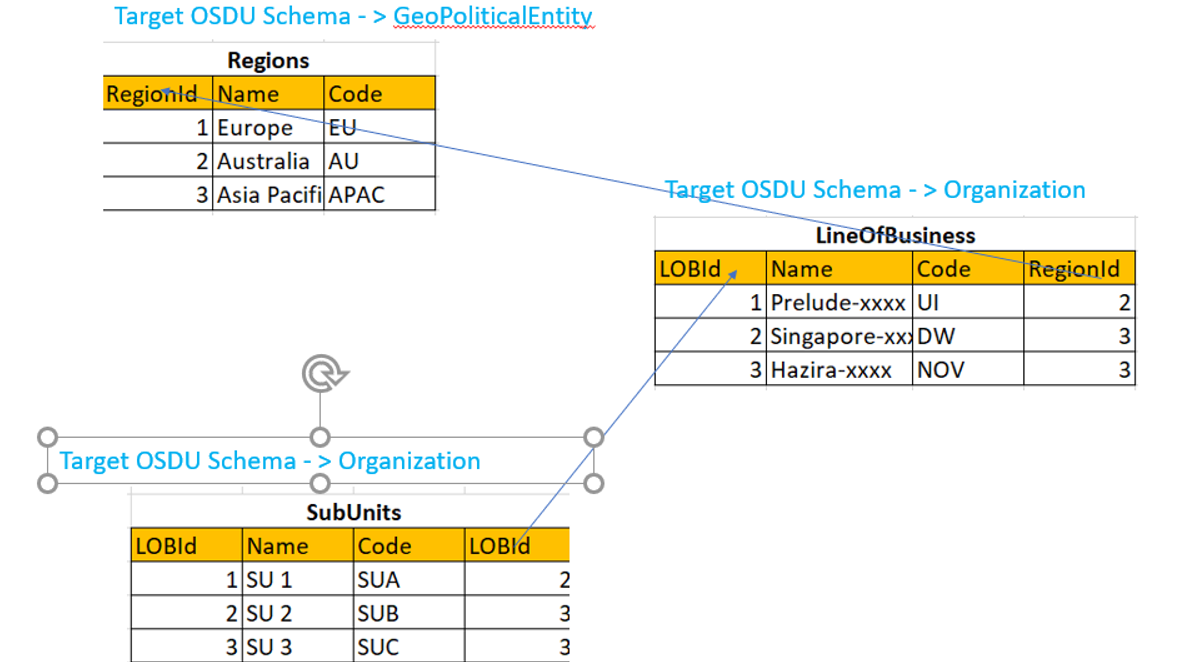 Target OSDU Schema - > GeoPoliticalEntity
Regions
RegionId Name Code
1 Europe EU
2 Australia AU
3 Asia Pacifi APAC
Target OSDU Schema - > Organization
LineOfBusiness
LOBId Name Code RegionId
1 Prelude-xxxx UI 2
2 Singapore-xxx DW 3
3 Hazira-xxxx NOV 3
Target OSDU Schema - > Organization
SubUnits
LOBId Name Code LOBId
1 SU 1 SUA 2
2 SU 2 SUB 3
3 SU 3 SUC 3